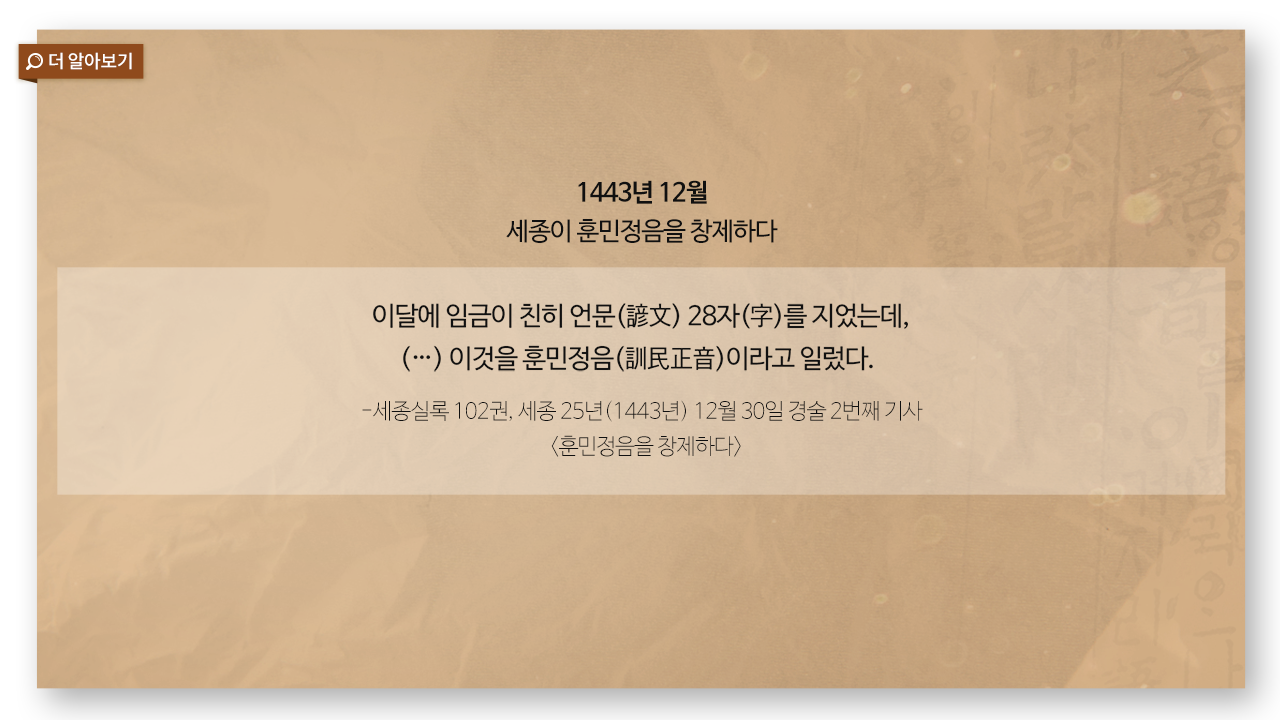 더 알아보기
1443년 12월
세종이 훈민정음을 창제하다
이달에 임금이 친히 언문(諺文) 28자(字)를 지었는데,
(…) 이것을 훈민정음(訓民正音)이라고 일렀다.
-세종실록 102권, 세종 25년(1443년) 12월 30일 경술 2번째 기사
<훈민정음을 창제하다>